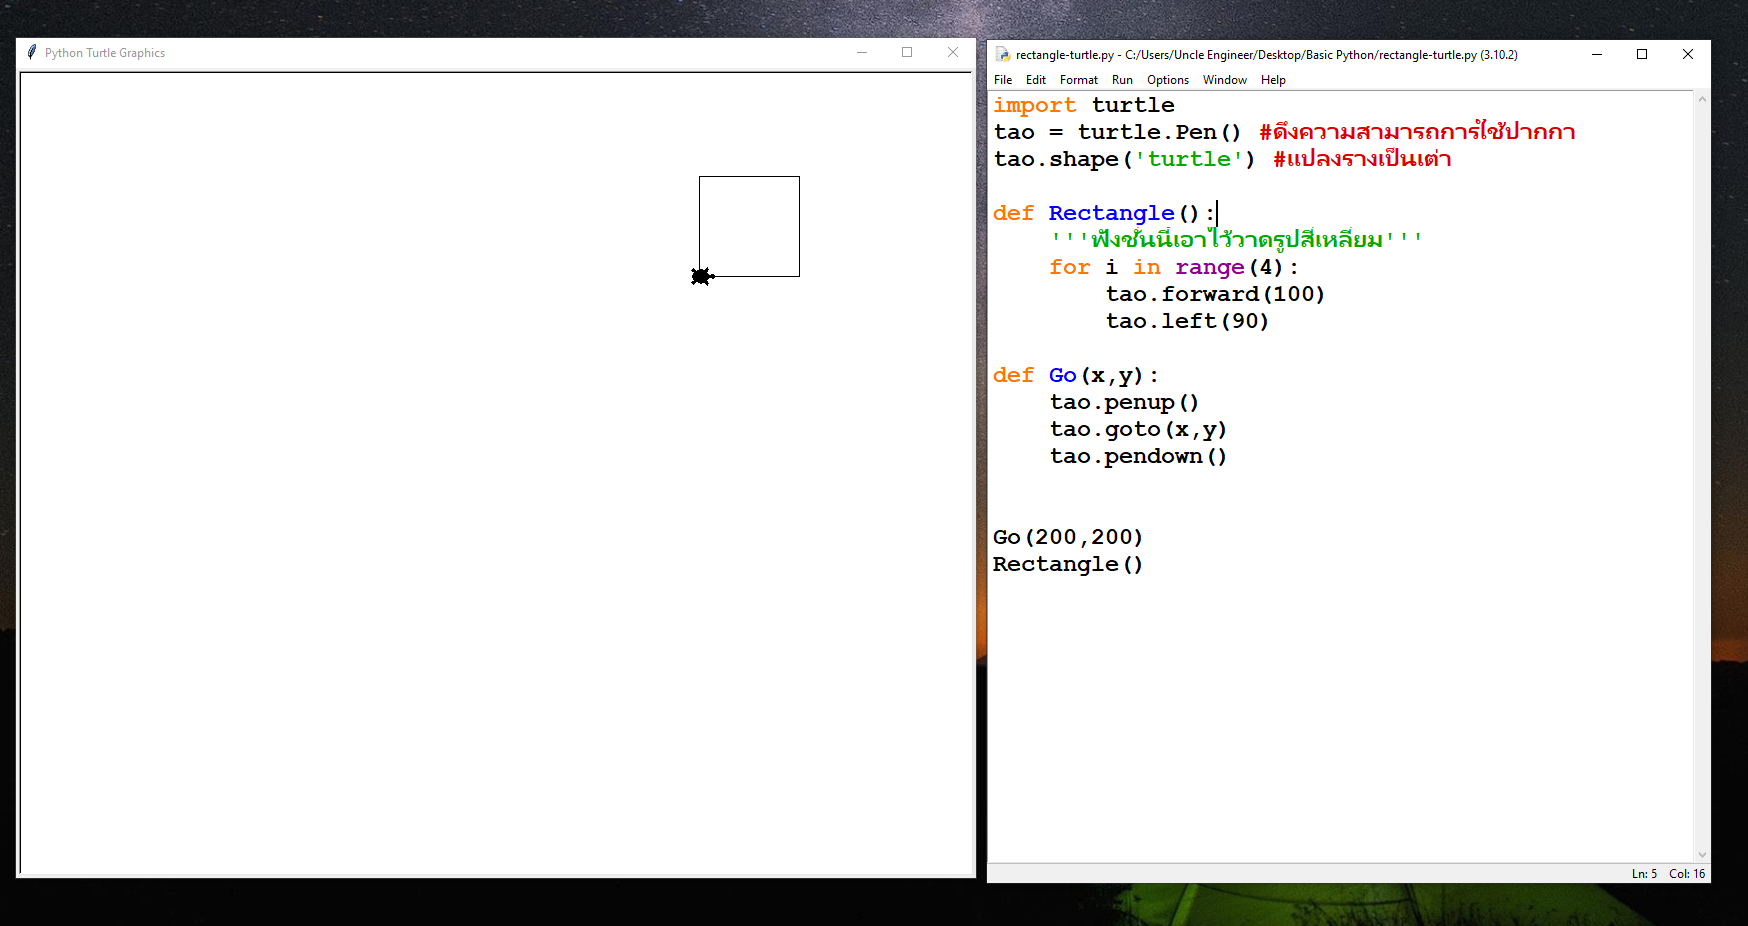 Python Turtle Graphics
rectangle-turtle.py - C:/Users/Uncle Engineer/Desktop/Basic Python/rectangle-turtle.py (3.10.2)
File Edit Format Run Options Window Help
import turtle
tao = turtle.Pen() #ดึงความสามารถการใช้ปากกา
tao.shape('turtle') #แปลงร่างเป็นเต่า
def Rectangle():
    '''ฟังชั่นนี้เอาไว้วาดรูปสี่เหลี่ยม'''
    for i in range(4):
        tao.forward(100)
        tao.left(90)
def Go(x,y):
    tao.penup()
    tao.goto(x,y)
    tao.pendown()
Go(200,200)
Rectangle()
Ln: 5 Col: 16